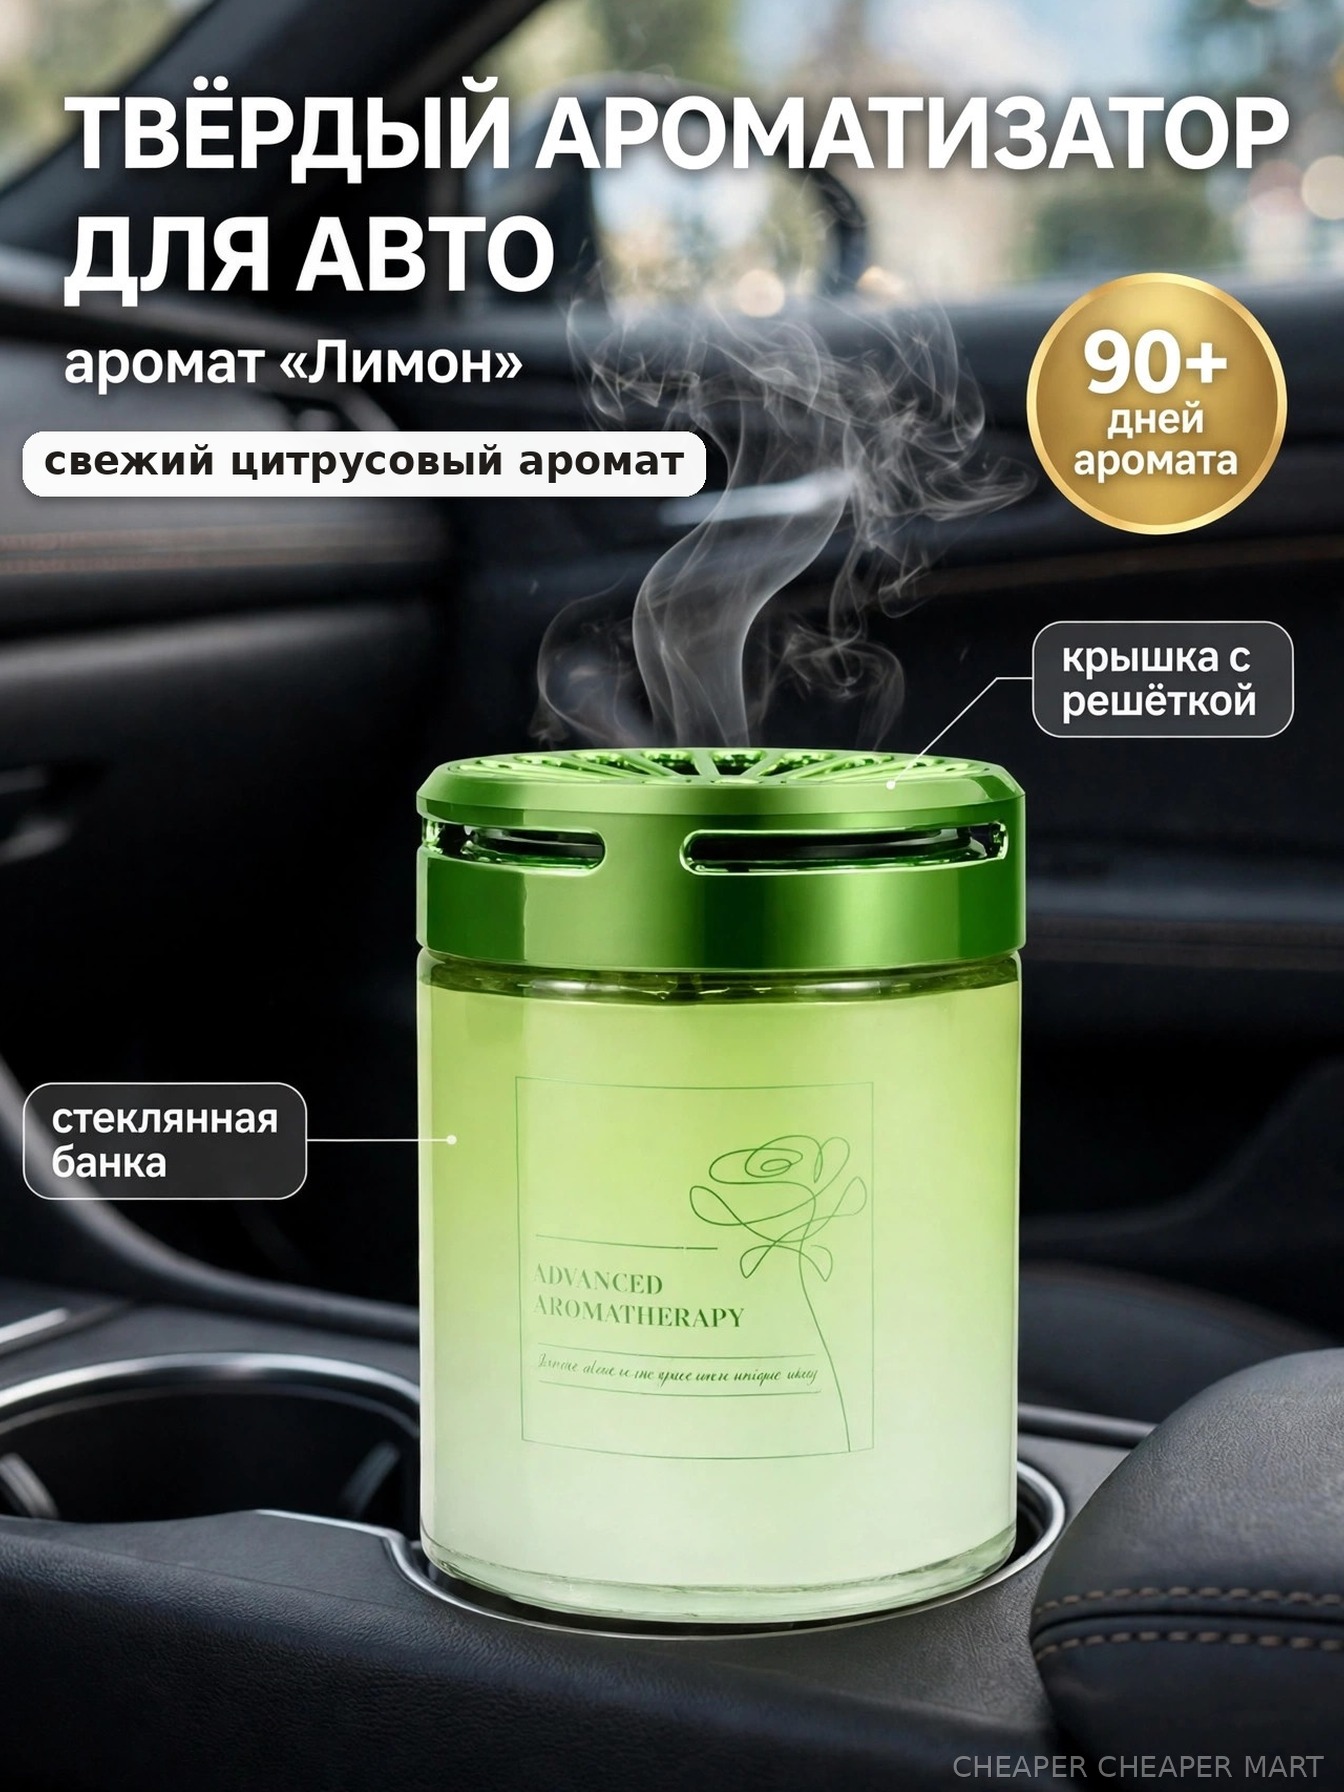 ТВЁРДЫЙ АРОМАТИЗАТОР
ДЛЯ АВТО
аромат «Лимон»
свежий цитрусовый аромат
90+
дней
аромата
крышка с
решёткой
стеклянная
банка
ADVANCED
AROMATHERAPY
CHEAPER CHEAPER MART